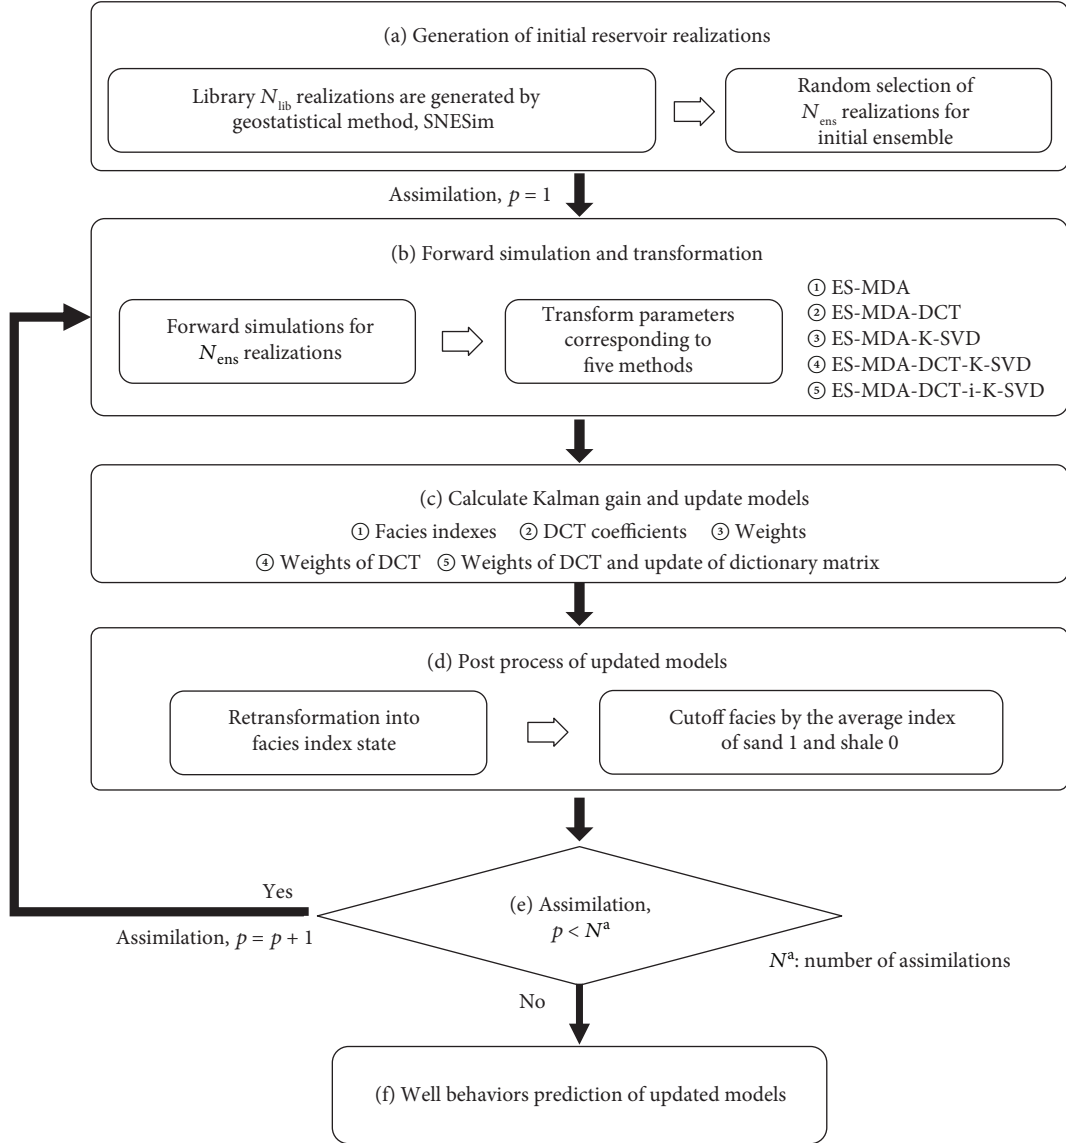 (a) Generation of initial reservoir realizations
Library N_lib realizations are generated by
geostatistical method, SNESim
Random selection of
N_ens realizations for
initial ensemble
Assimilation, p = 1
(b) Forward simulation and transformation
Forward simulations for
N_ens realizations
Transform parameters
corresponding to
five methods
① ES-MDA
② ES-MDA-DCT
③ ES-MDA-K-SVD
④ ES-MDA-DCT-K-SVD
⑤ ES-MDA-DCT-i-K-SVD
(c) Calculate Kalman gain and update models
① Facies indexes ② DCT coefficients ③ Weights
④ Weights of DCT ⑤ Weights of DCT and update of dictionary matrix
(d) Post process of updated models
Retransformation into
facies index state
Cutoff facies by the average index
of sand 1 and shale 0
(e) Assimilation,
p < Nᵃ
Yes
Assimilation, p = p + 1
Nᵃ: number of assimilations
No
(f) Well behaviors prediction of updated models